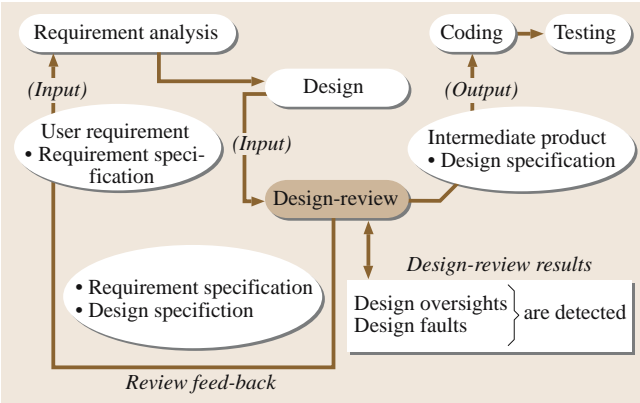 Requirement analysis
Coding
Testing
(Input)
Design
(Output)
User requirement
• Requirement speci-
fication
(Input)
Intermediate product
• Design specification
Design-review
• Requirement specification
• Design specifiction
Design-review results
Design oversights
Design faults
are detected
Review feed-back